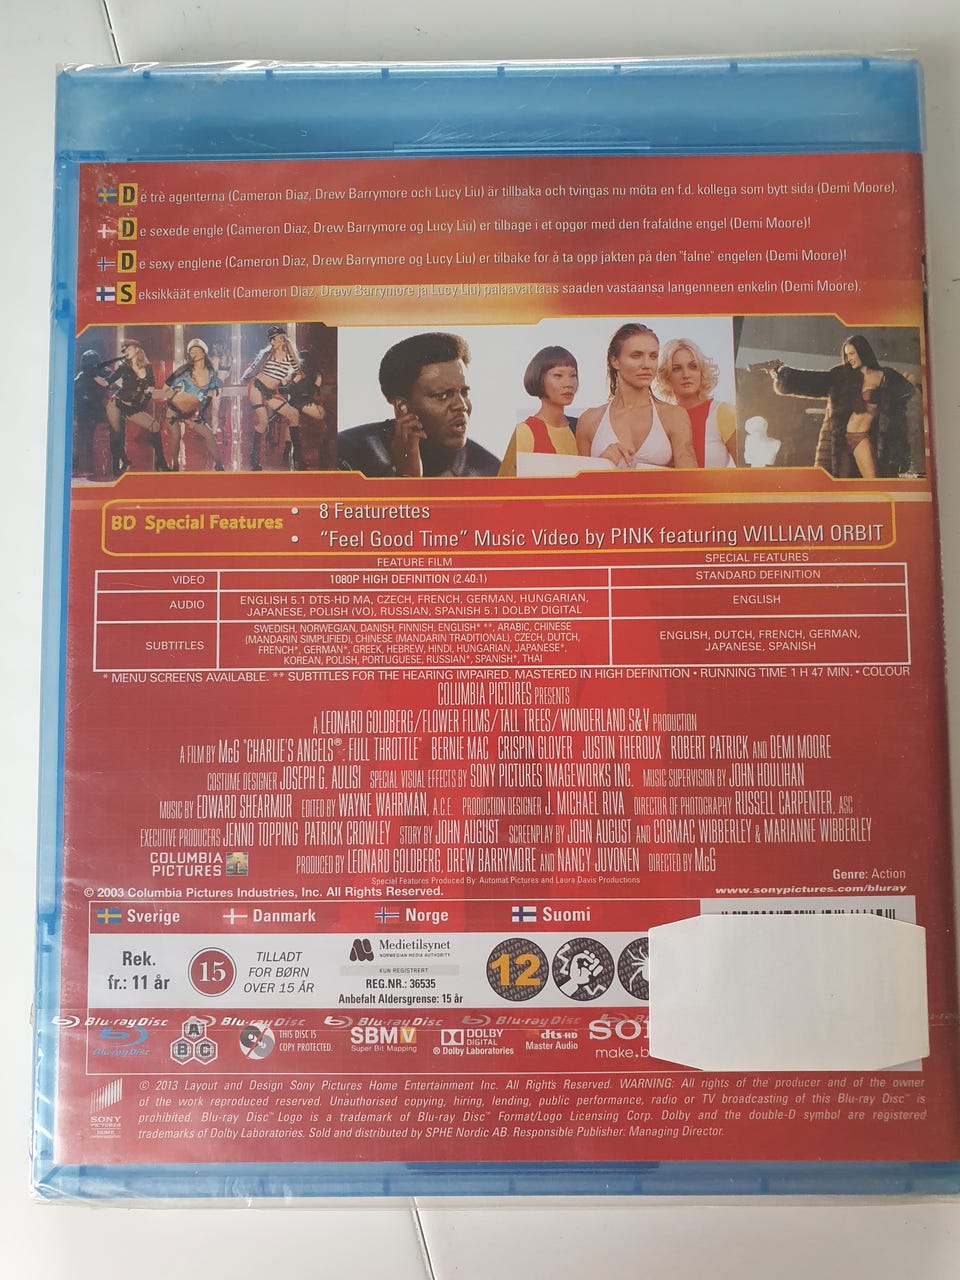 De tre agenterna (Cameron Diaz, Drew Barrymore och Lucy Liu) är tillbaka och tvingas nu möta en f.d. kollega som bytt sida (Demi Moore).
De sexede engle (Cameron Diaz, Drew Barrymore og Lucy Liu) er tilbage i et opgør med den frafaldne engel (Demi Moore)!
De sexy englene (Cameron Diaz, Drew Barrymore og Lucy Liu) er tilbake for å ta opp jakten på den "falne" engelen (Demi Moore)!
Seksikkäät enkelit (Cameron Diaz, Drew Barrymore ja Lucy Liu) palaavat taas saaden vastaansa langenneen enkelin (Demi Moore).
BD Special Features
• 8 Featurettes
• "Feel Good Time" Music Video by PINK featuring WILLIAM ORBIT
FEATURE FILM SPECIAL FEATURES
VIDEO 1080P HIGH DEFINITION (2.40:1) STANDARD DEFINITION
AUDIO ENGLISH 5.1 DTS-HD MA, CZECH, FRENCH, GERMAN, HUNGARIAN, ENGLISH
JAPANESE, POLISH (VO), RUSSIAN, SPANISH 5.1 DOLBY DIGITAL
SUBTITLES SWEDISH, NORWEGIAN, DANISH, FINNISH, ENGLISH* **, ARABIC, CHINESE
(MANDARIN SIMPLIFIED), CHINESE (MANDARIN TRADITIONAL), CZECH, DUTCH, ENGLISH, DUTCH, FRENCH, GERMAN,
FRENCH*, GERMAN*, GREEK, HEBREW, HINDI, HUNGARIAN, JAPANESE*, JAPANESE, SPANISH
KOREAN, POLISH, PORTUGUESE, RUSSIAN*, SPANISH*, THAI
* MENU SCREENS AVAILABLE. ** SUBTITLES FOR THE HEARING IMPAIRED. MASTERED IN HIGH DEFINITION • RUNNING TIME 1 H 47 MIN. • COLOUR
COLUMBIA PICTURES PRESENTS
A LEONARD GOLDBERG/FLOWER FILMS/TALL TREES/WONDERLAND S&V PRODUCTION
A FILM BY McG "CHARLIE'S ANGELS®: FULL THROTTLE" BERNIE MAC CRISPIN GLOVER JUSTIN THEROUX ROBERT PATRICK AND DEMI MOORE
COSTUME DESIGNER JOSEPH G. AULISI SPECIAL VISUAL EFFECTS BY SONY PICTURES IMAGEWORKS INC. MUSIC SUPERVISION BY JOHN HOULIHAN
MUSIC BY EDWARD SHEARMUR EDITED BY WAYNE WAHRMAN, A.C.E. PRODUCTION DESIGNER J. MICHAEL RIVA DIRECTOR OF PHOTOGRAPHY RUSSELL CARPENTER, ASC
EXECUTIVE PRODUCERS JENNO TOPPING PATRICK CROWLEY STORY BY JOHN AUGUST SCREENPLAY BY JOHN AUGUST AND CORMAC WIBBERLEY & MARIANNE WIBBERLEY
COLUMBIA PICTURES PRODUCED BY LEONARD GOLDBERG, DREW BARRYMORE AND NANCY JUVONEN DIRECTED BY McG
Special Features Produced By: Automat Pictures and Laura Davis Productions
Genre: Action
© 2003 Columbia Pictures Industries, Inc. All Rights Reserved.
www.sonypictures.com/bluray
Sverige Danmark Norge Suomi
Rek.
fr.: 11 år
15
TILLADT
FOR BØRN
OVER 15 ÅR
Medietilsynet
NORWEGIAN MEDIA AUTHORITY
KUN REGISTRERT
REG.NR.: 36535
Anbefalt Aldersgrense: 15 år
12
Blu-ray Disc Blu-ray Disc Blu-ray Disc Blu-ray Disc
Blu-ray Disc
A
B C
THIS DISC IS
COPY PROTECTED.
SBMV
Super Bit Mapping
DOLBY
DIGITAL
® Dolby Laboratories
dts-HD
Master Audio
SO
make.b
SONY
PICTURES
HOME
© 2013 Layout and Design Sony Pictures Home Entertainment Inc. All Rights Reserved. WARNING: All rights of the producer and of the owner
of the work reproduced reserved. Unauthorised copying, hiring, lending, public performance, radio or TV broadcasting of this Blu-ray Disc™ is
prohibited. Blu-ray Disc™ Logo is a trademark of Blu-ray Disc™ Format/Logo Licensing Corp. Dolby and the double-D symbol are registered
trademarks of Dolby Laboratories. Sold and distributed by SPHE Nordic AB. Responsible Publisher: Managing Director.